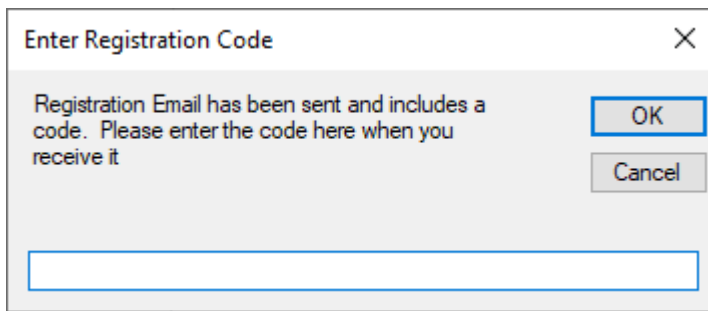 Enter Registration Code
Registration Email has been sent and includes a
code.  Please enter the code here when you
receive it
OK
Cancel